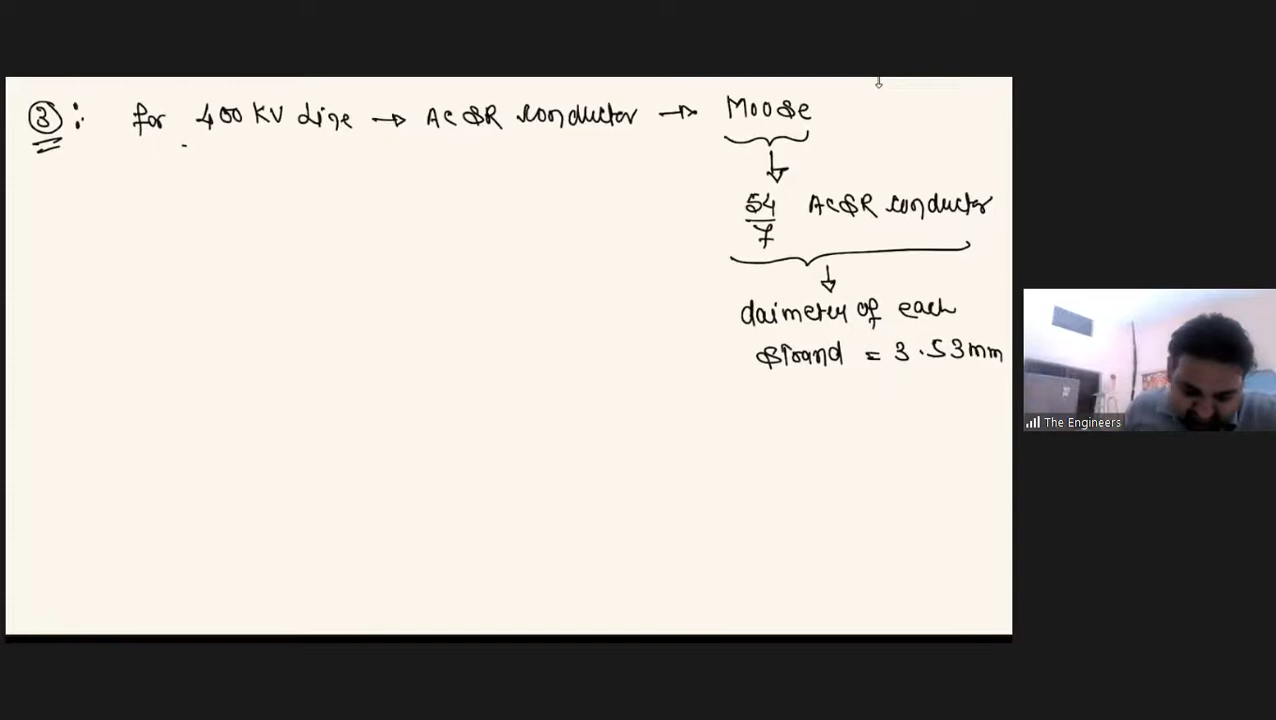 ③: for 400 KV line → ACSR conductor → Moose
54
7
ACSR conductor
daimeter of each
strand = 3.53mm
The Engineers